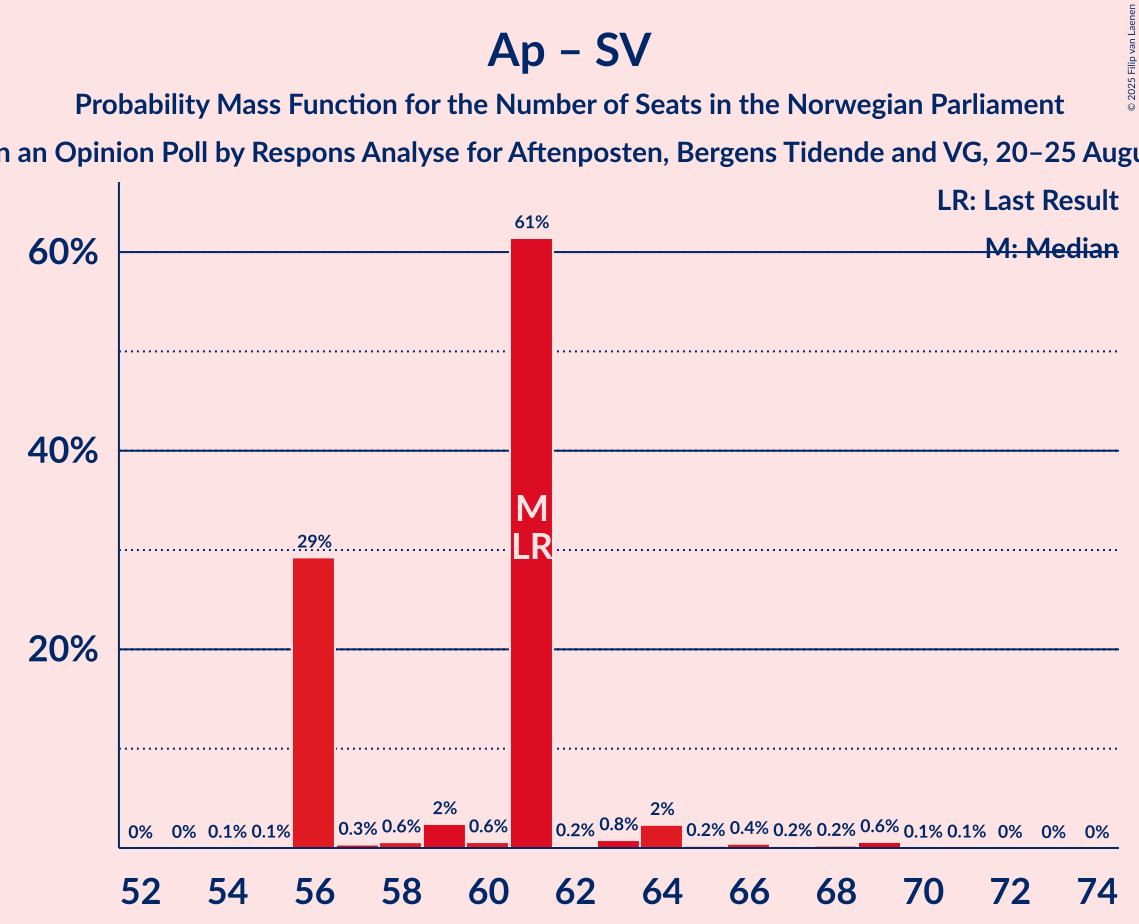 Ap – SV
Probability Mass Function for the Number of Seats in the Norwegian Parliament
an Opinion Poll by Respons Analyse for Aftenposten, Bergens Tidende and VG, 20–25
© 2025 Filip van Laenen
LR: Last Result
M: Median
61%
60%
40%
M
LR
29%
20%
0% 0% 0.1% 0.1% 0.3% 0.6% 2% 0.6% 0.2% 0.8% 2% 0.2% 0.4% 0.2% 0.2% 0.6% 0.1% 0.1% 0% 0% 0%
52 54 56 58 60 62 64 66 68 70 72 74